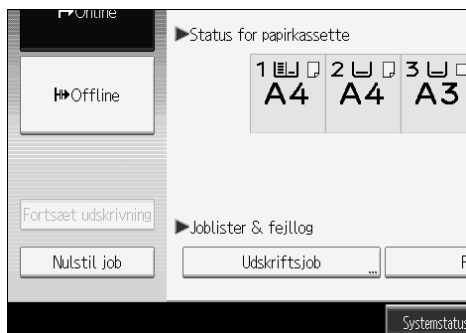 Online
▶Status for papirkassette
1 2 3
A4 A4 A3
Offline
Fortsæt udskrivning
▶Joblister & fejllog
Nulstil job
Udskriftsjob ...
Systemstatus